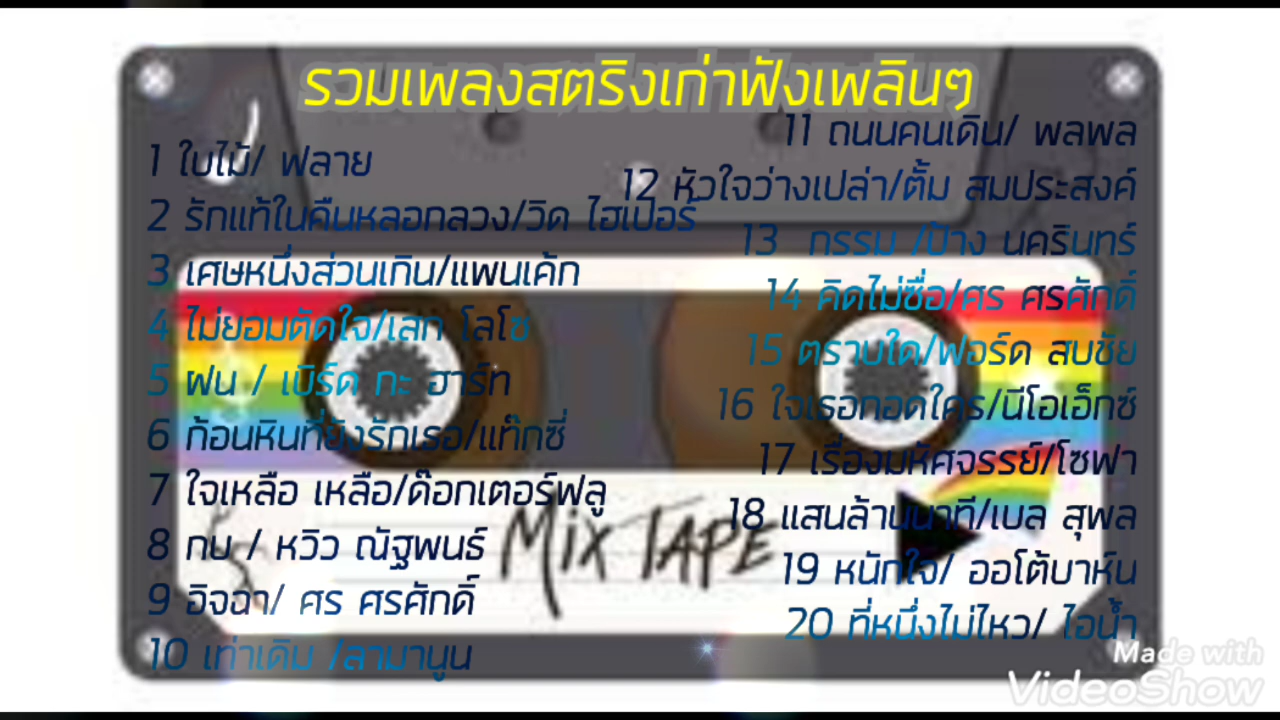 รวมเพลงสตริงเก่าฟังเพลินๆ
1 ใบไม้/ ฟลาย
2 รักแท้ในคืนหลอกลวง/วิด ไฮเปอร์
3 เศษหนึ่งส่วนเกิน/แพนเค้ก
4 ไม่ยอมตัดใจ/เสก โลโซ
5 ฝน / เบิร์ด กะ ฮาร์ท
6 ก้อนหินที่ยังรักเธอ/แท๊กซี่
7 ใจเหลือ เหลือ/ด๊อกเตอร์ฟลู
8 กบ / หวิว ณัฐพนธ์
9 อิจฉา/ ศร ศรศักดิ์
10 เท่าเดิม /ลามานูน
11 ถนนคนเดิน/ พลพล
12 หัวใจว่างเปล่า/ตั้ม สมประสงค์
13 กรรม /ป้าง นครินทร์
14 คิดไม่ซื่อ/ศร ศรศักดิ์
15 ตราบใด/ฟอร์ด สบชัย
16 ใจเธอกอดใคร/นีโอเอ็กซ์
17 เรื่องมหัศจรรย์/โซฟา
18 แสนล้านนาที/เบล สุพล
19 หนักใจ/ ออโต้บาห์น
20 ที่หนึ่งไม่ไหว/ ไอน้ำ
MIX TAPE
Made with
VideoShow